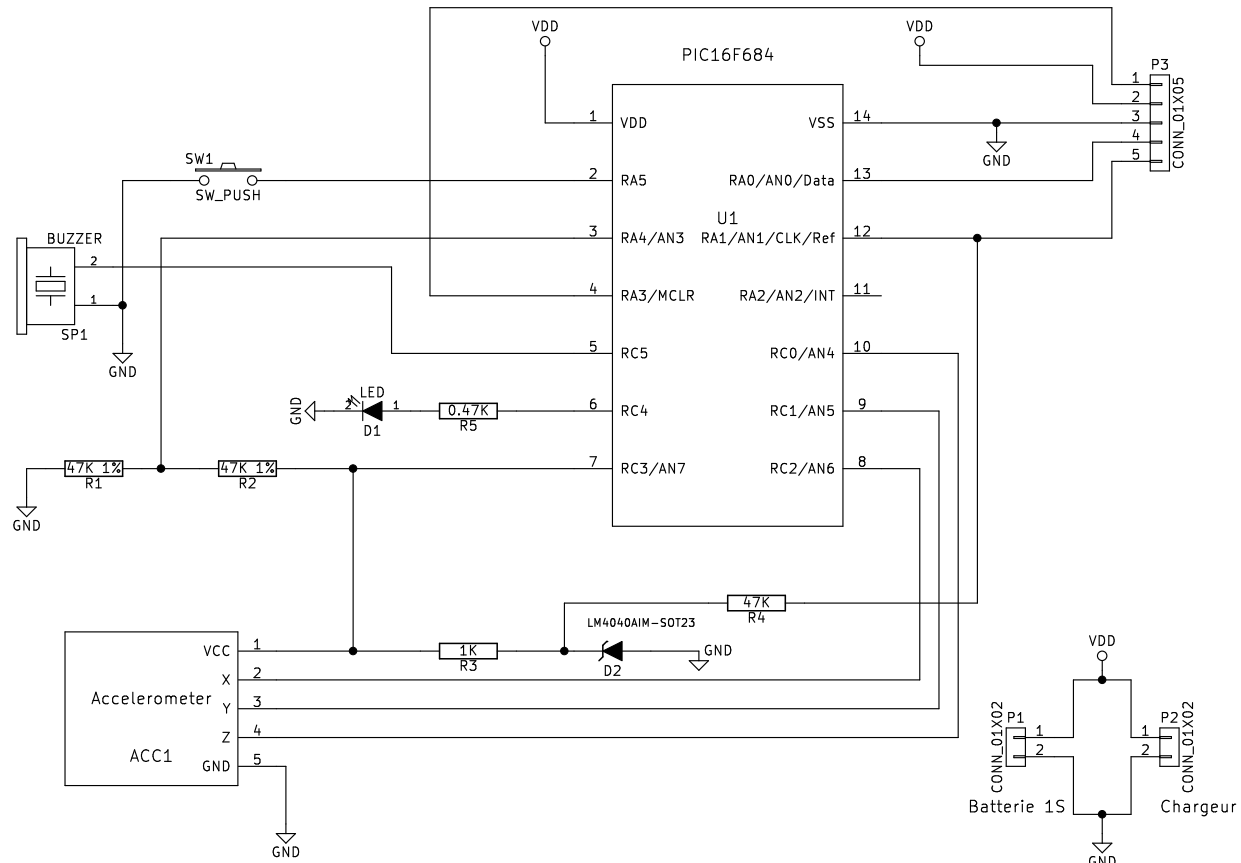 VDD
VDD
PIC16F684
P3
CONN_01X05
1
2
3
4
5
1
VDD
VSS
14
GND
SW1
SW_PUSH
2
RA5
RA0/AN0/Data
13
U1
BUZZER
3
RA4/AN3
RA1/AN1/CLK/Ref
12
2
1
SP1
4
RA3/MCLR
RA2/AN2/INT
11
GND
5
RC5
RC0/AN4
10
GND
LED
2
1
D1
0.47K
R5
6
RC4
RC1/AN5
9
47K 1%
R1
47K 1%
R2
7
RC3/AN7
RC2/AN6
8
GND
47K
R4
LM4040AIM-SOT23
D2
GND
1K
R3
VCC
1
X
2
Accelerometer
Y
3
Z
4
ACC1
GND
5
GND
VDD
P1
CONN_01X02
1
2
Batterie 1S
P2
CONN_01X02
1
2
Chargeur
GND